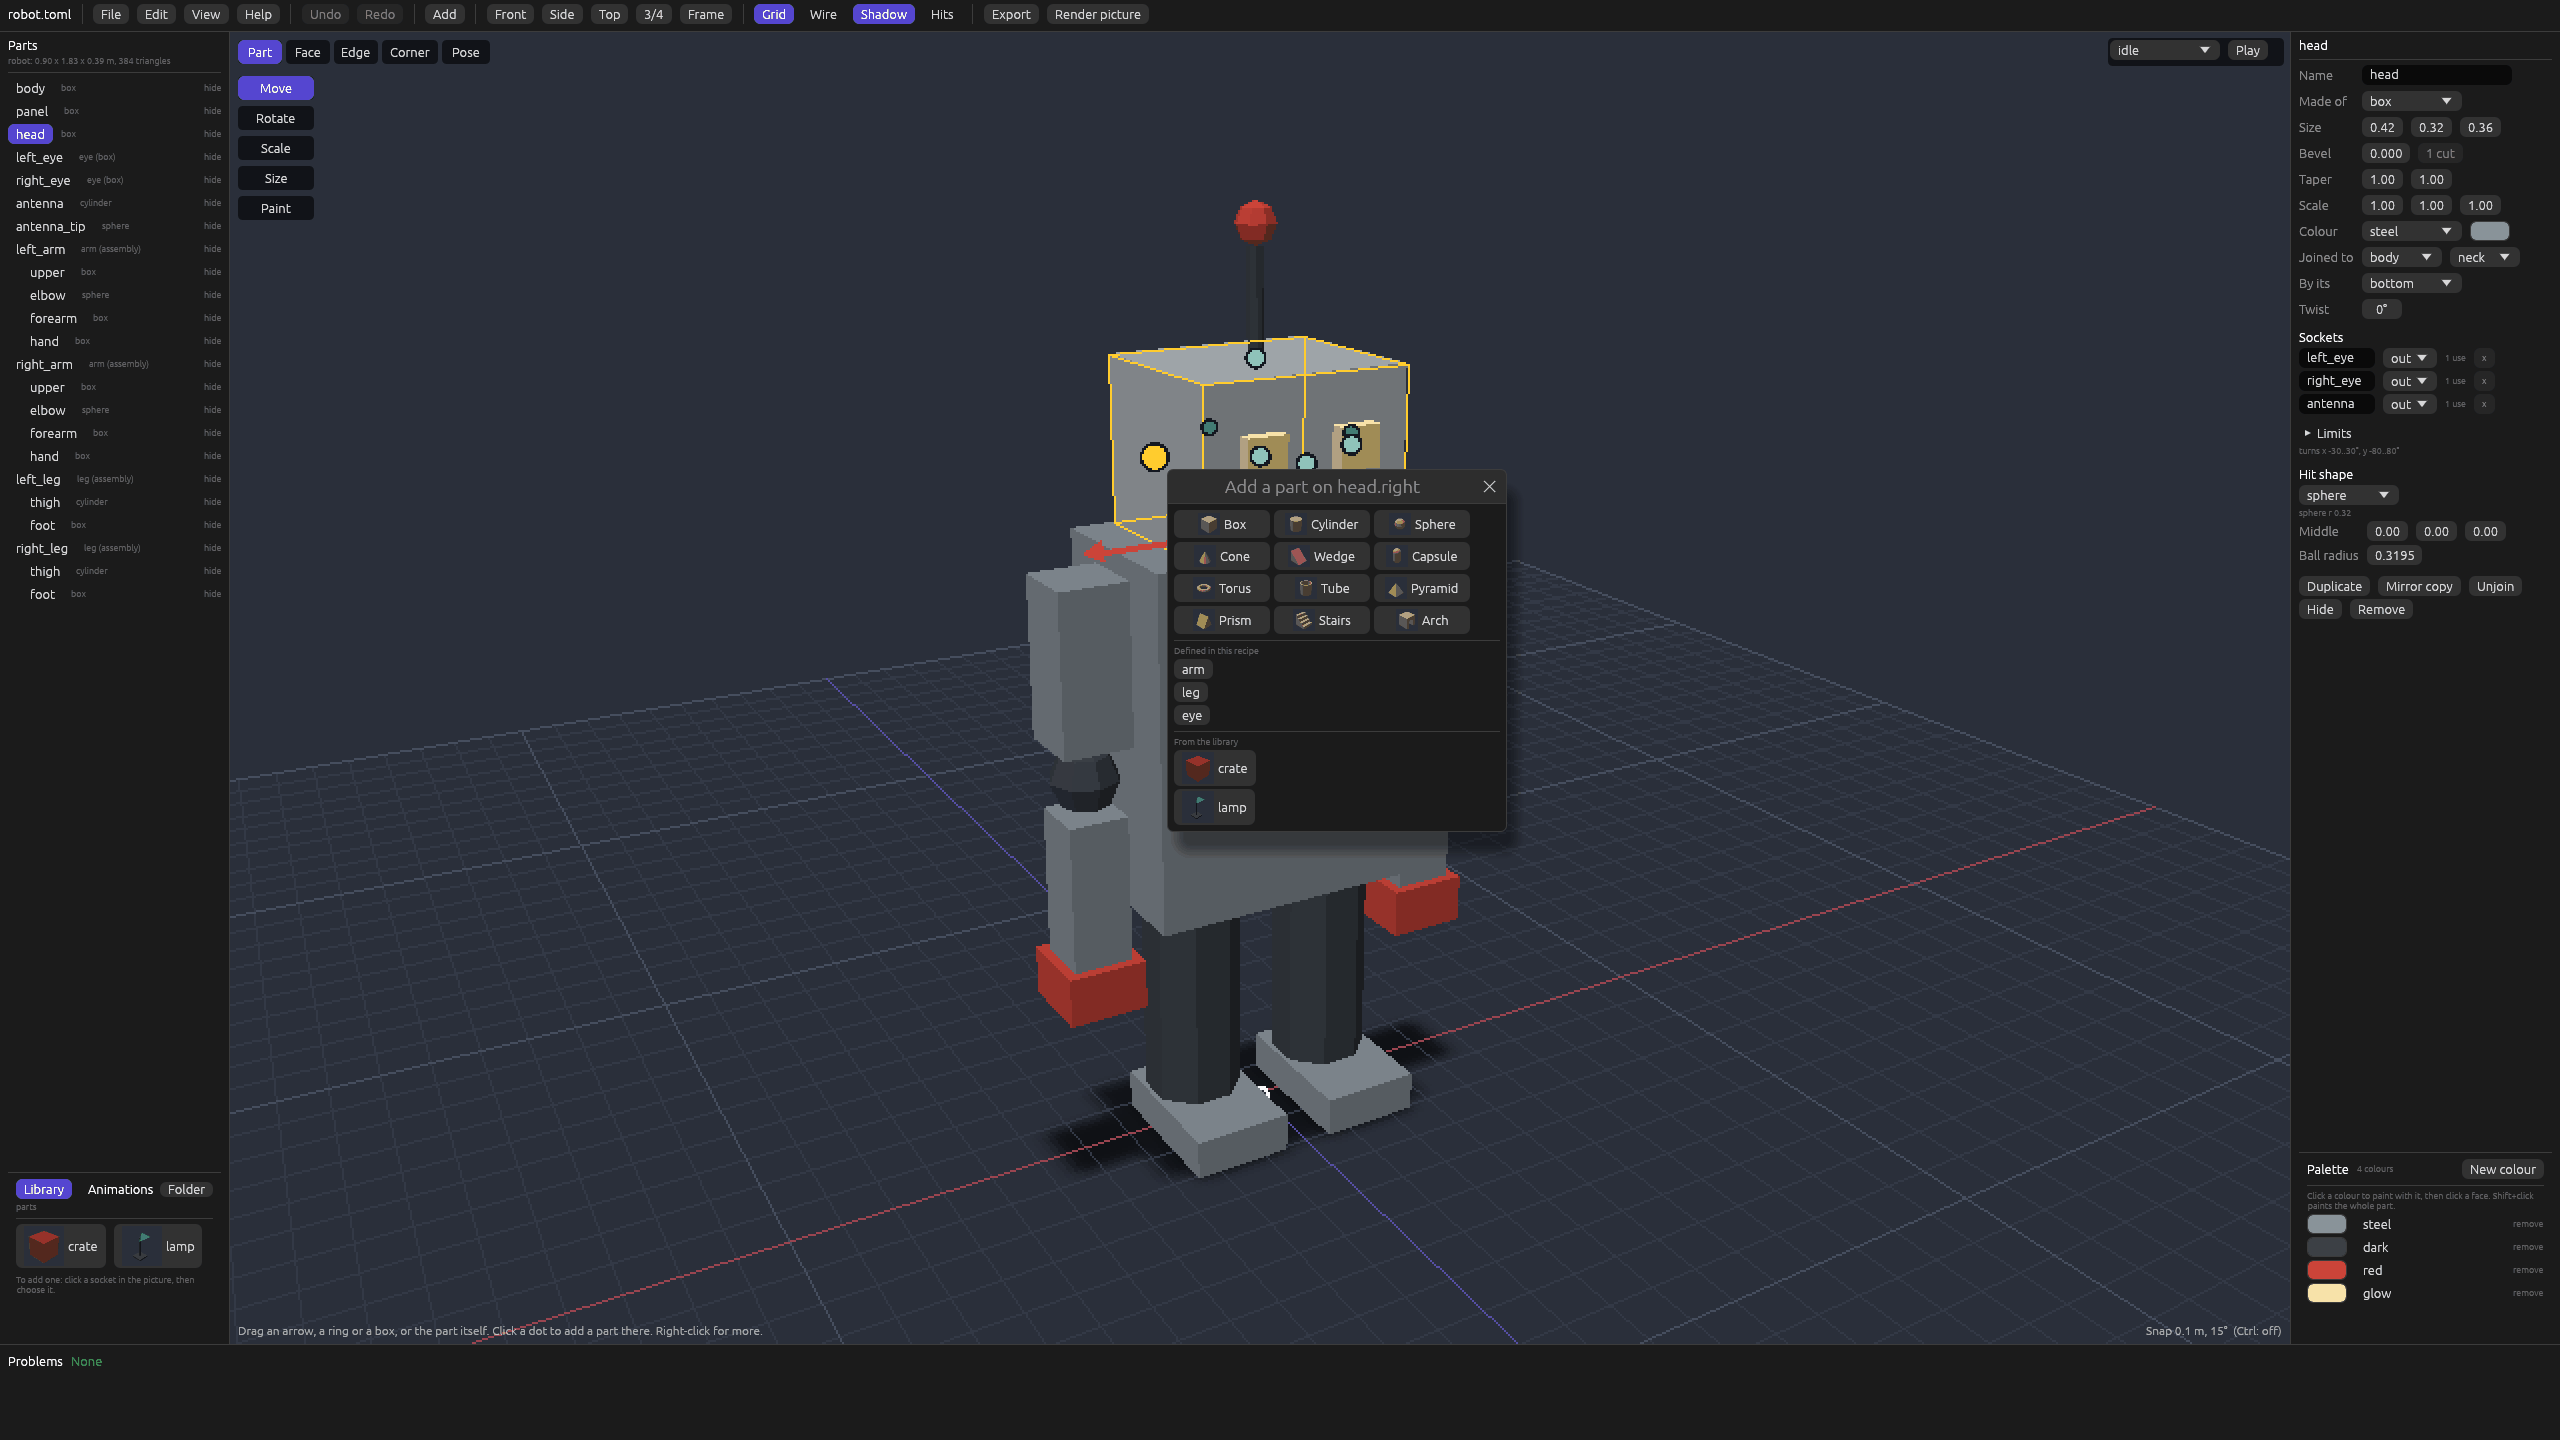 robot.toml File Edit View Help Undo Redo Add Front Side Top 3/4 Frame Grid Wire Shadow Hits Export Render picture
Parts
robot: 0.90 x 1.83 x 0.39 m, 384 triangles
body box hide
panel box hide
head box hide
left_eye eye (box) hide
right_eye eye (box) hide
antenna cylinder hide
antenna_tip sphere hide
left_arm arm (assembly) hide
upper box hide
elbow sphere hide
forearm box hide
hand box hide
right_arm arm (assembly) hide
upper box hide
elbow sphere hide
forearm box hide
hand box hide
left_leg leg (assembly) hide
thigh cylinder hide
foot box hide
right_leg leg (assembly) hide
thigh cylinder hide
foot box hide
Library Animations Folder
parts
crate lamp
To add one: click a socket in the picture, then
choose it.
Part Face Edge Corner Pose
Move
Rotate
Scale
Size
Paint
idle Play
Add a part on head.right
Box Cylinder Sphere
Cone Wedge Capsule
Torus Tube Pyramid
Prism Stairs Arch
Defined in this recipe
arm
leg
eye
From the library
crate
lamp
Drag an arrow, a ring or a box, or the part itself. Click a dot to add a part there. Right-click for more.
Snap 0.1 m, 15° (Ctrl: off)
head
Name head
Made of box
Size 0.42 0.32 0.36
Bevel 0.000 1 cut
Taper 1.00 1.00
Scale 1.00 1.00 1.00
Colour steel
Joined to body neck
By its bottom
Twist 0°
Sockets
left_eye out 1 use x
right_eye out 1 use x
antenna out 1 use x
Limits
turns x -30..30°, y -80..80°
Hit shape
sphere
sphere r 0.32
Middle 0.00 0.00 0.00
Ball radius 0.3195
Duplicate Mirror copy Unjoin
Hide Remove
Palette 4 colours New colour
Click a colour to paint with it, then click a face. Shift+click
paints the whole part.
steel remove
dark remove
red remove
glow remove
Problems None